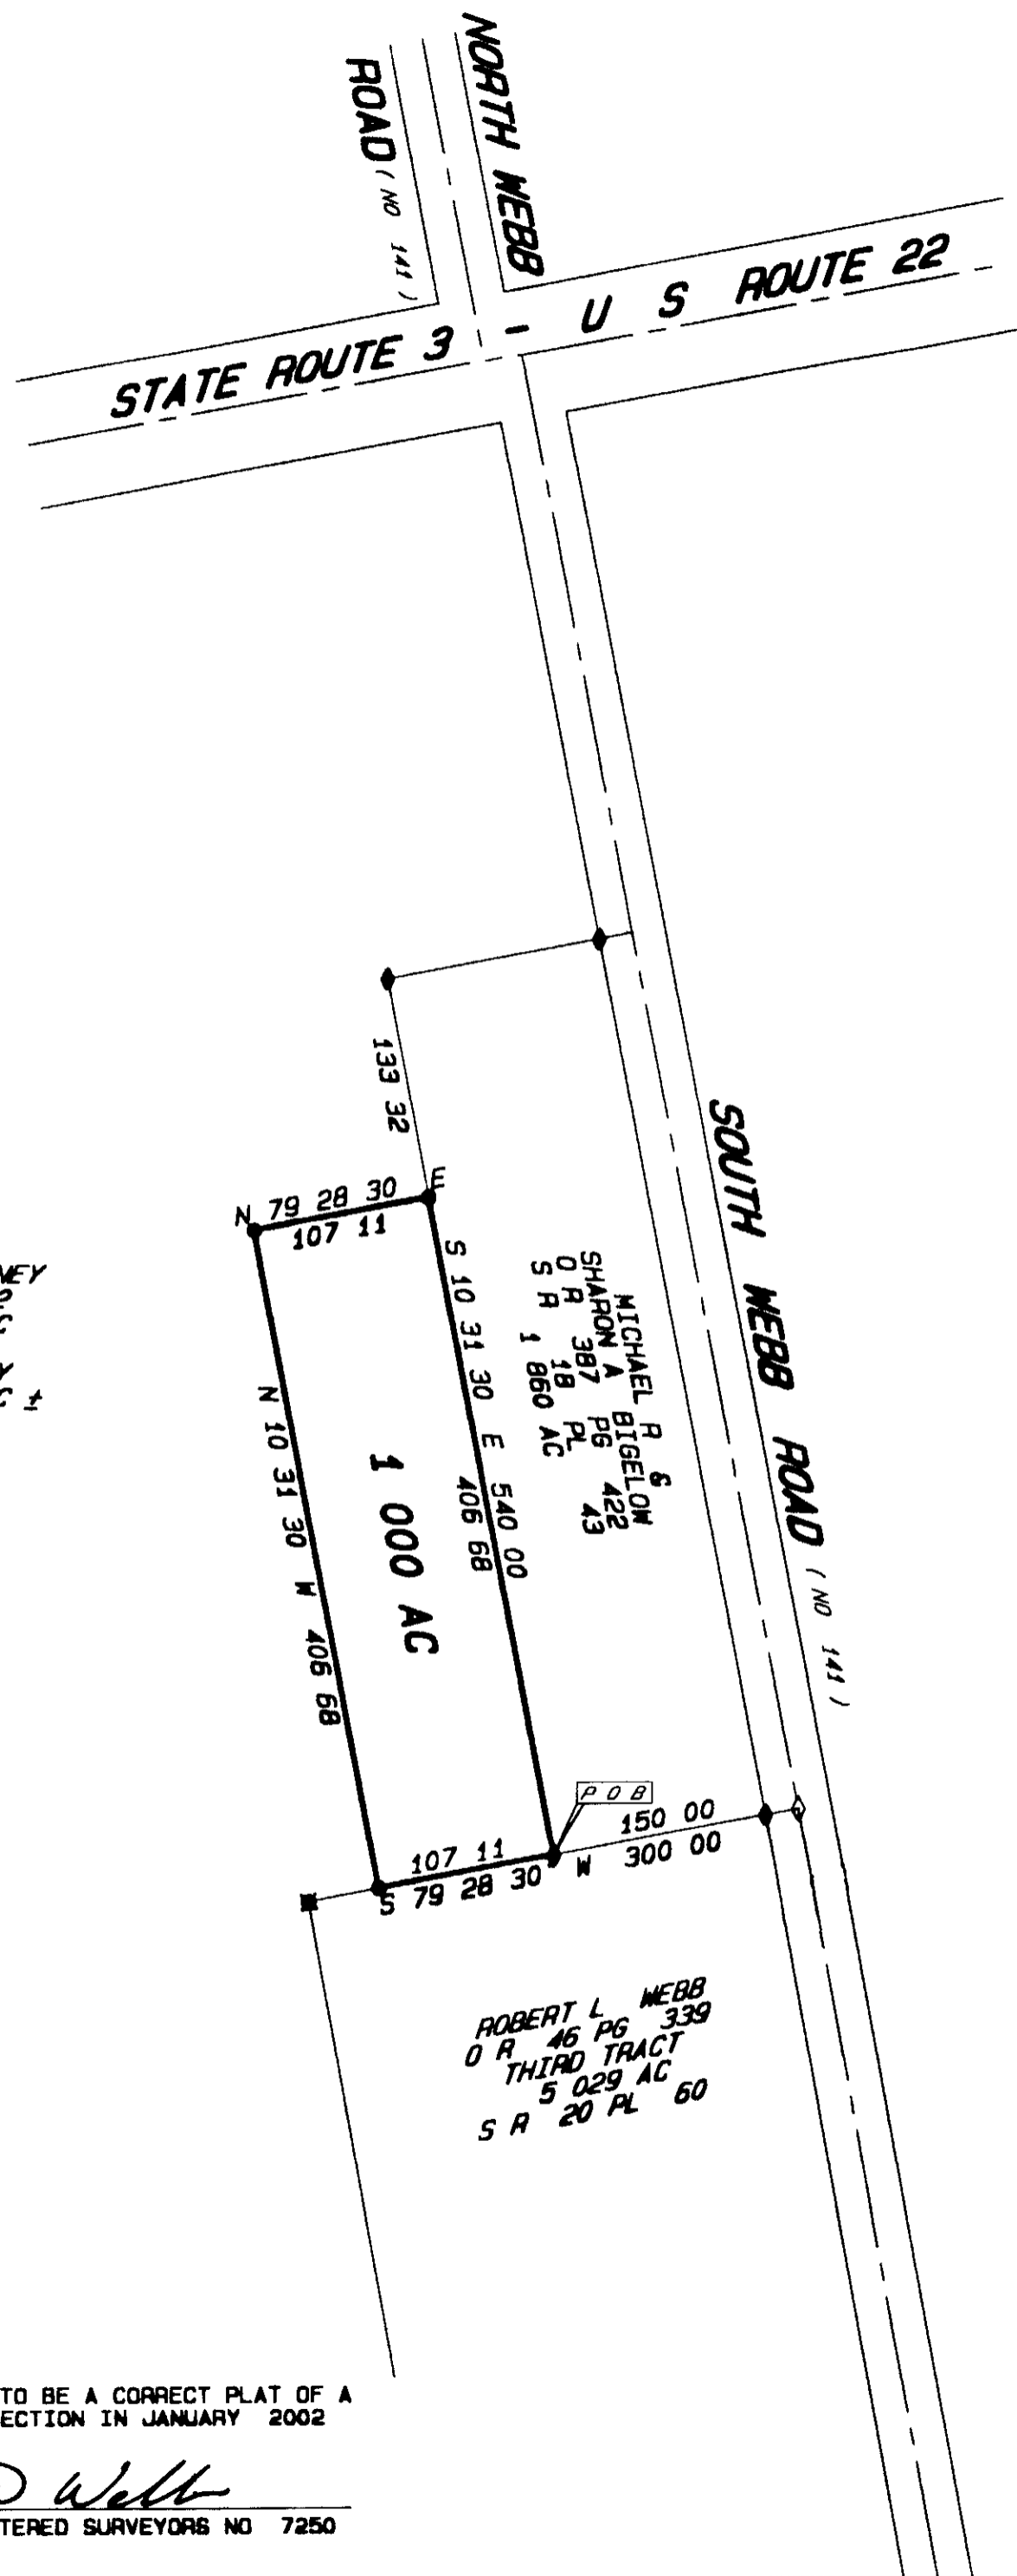 NORTH WEBB
ROAD ( NO 141 )
STATE ROUTE 3 - U S ROUTE 22
SOUTH WEBB ROAD ( NO 141 )
133 32
N 79 28 30 E
107 11
S 10 31 30 E 540 00
406 68
MICHAEL R &
SHARON A BIGELOW
O R 387 PG 422
S R 18 PL 43
1 860 AC
N 10 31 30 W 406 68
1 000 AC
P O B
150 00
107 11
S 79 28 30 W 300 00
ROBERT L WEBB
O R 46 PG 339
THIRD TRACT
5 029 AC
S R 20 PL 60
TO BE A CORRECT PLAT OF A
ECTION IN JANUARY 2002
TERED SURVEYORS NO 7250